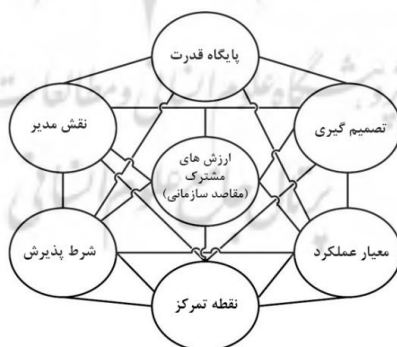 پایگاه قدرت
نقش مدیر
تصمیم گیری
ارزش های
مشترک
(مقاصد سازمانی)
شرط پذیرش
معیار عملکرد
نقطه تمرکز